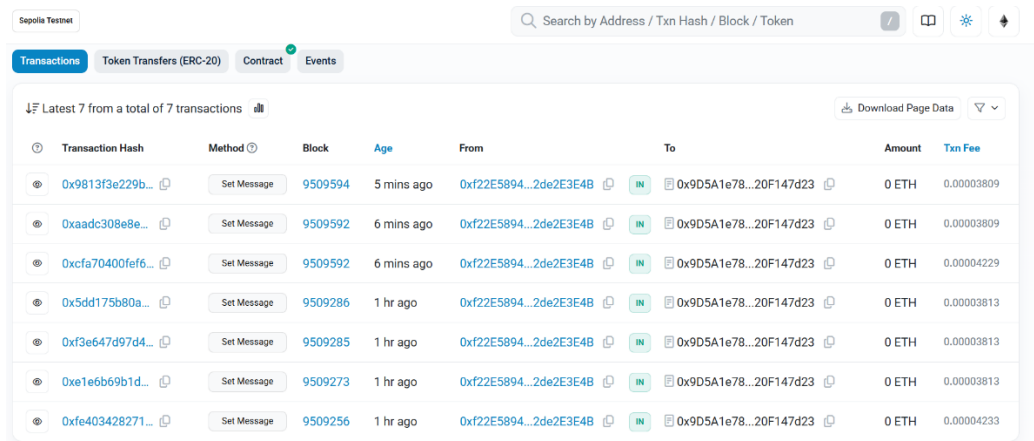 Sepolia Testnet
Search by Address / Txn Hash / Block / Token /
Transactions Token Transfers (ERC-20) Contract Events
Latest 7 from a total of 7 transactions
Download Page Data
Transaction Hash Method Block Age From To Amount Txn Fee
0x9813f3e229b... Set Message 9509594 5 mins ago 0xf22E5894...2de2E3E4B IN 0x9D5A1e78...20F147d23 0 ETH 0.00003809
0xaadc308e8e... Set Message 9509592 6 mins ago 0xf22E5894...2de2E3E4B IN 0x9D5A1e78...20F147d23 0 ETH 0.00003809
0xcfa70400fef6... Set Message 9509592 6 mins ago 0xf22E5894...2de2E3E4B IN 0x9D5A1e78...20F147d23 0 ETH 0.00004229
0x5dd175b80a... Set Message 9509286 1 hr ago 0xf22E5894...2de2E3E4B IN 0x9D5A1e78...20F147d23 0 ETH 0.00003813
0xf3e647d97d4... Set Message 9509285 1 hr ago 0xf22E5894...2de2E3E4B IN 0x9D5A1e78...20F147d23 0 ETH 0.00003813
0xe1e6b69b1d... Set Message 9509273 1 hr ago 0xf22E5894...2de2E3E4B IN 0x9D5A1e78...20F147d23 0 ETH 0.00003813
0xfe403428271... Set Message 9509256 1 hr ago 0xf22E5894...2de2E3E4B IN 0x9D5A1e78...20F147d23 0 ETH 0.00004233